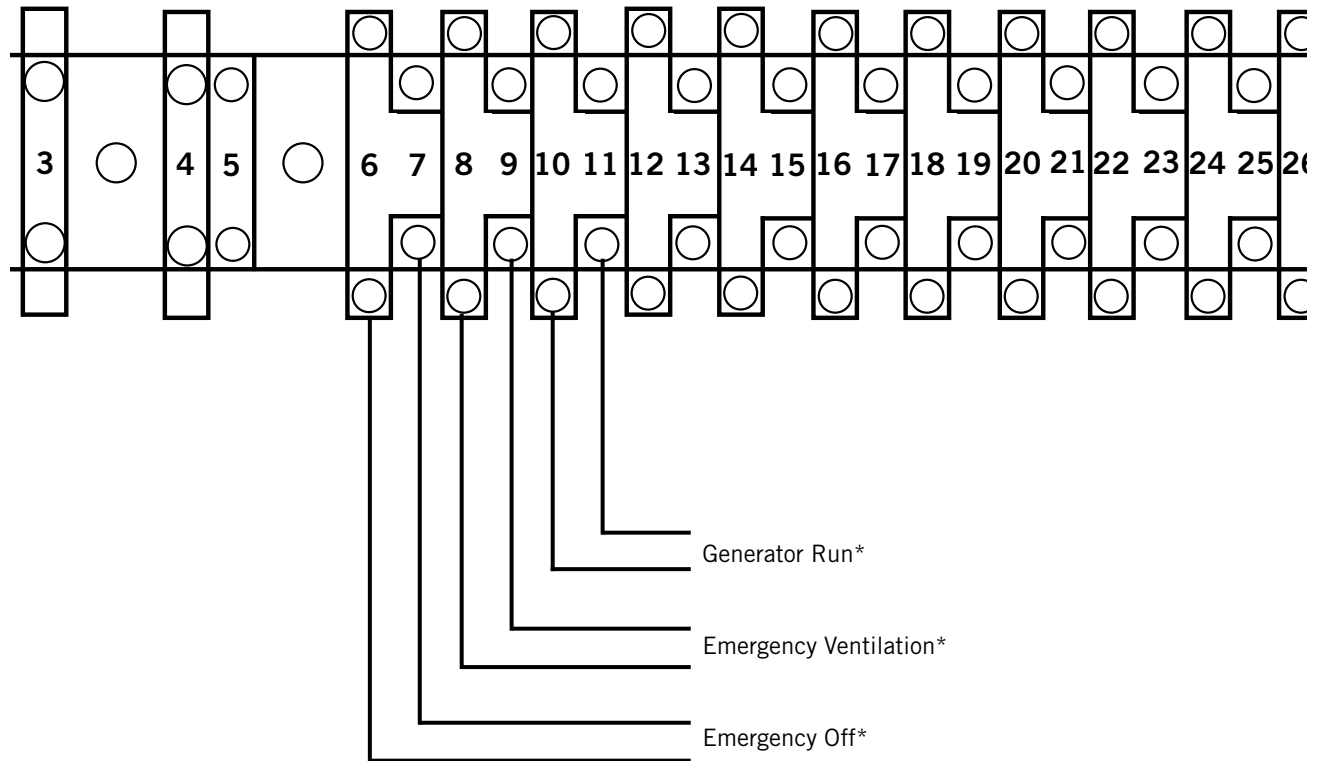 3 4 5 6 7 8 9 10 11 12 13 14 15 16 17 18 19 20 21 22 23 24 25 26
Generator Run*
Emergency Ventilation*
Emergency Off*